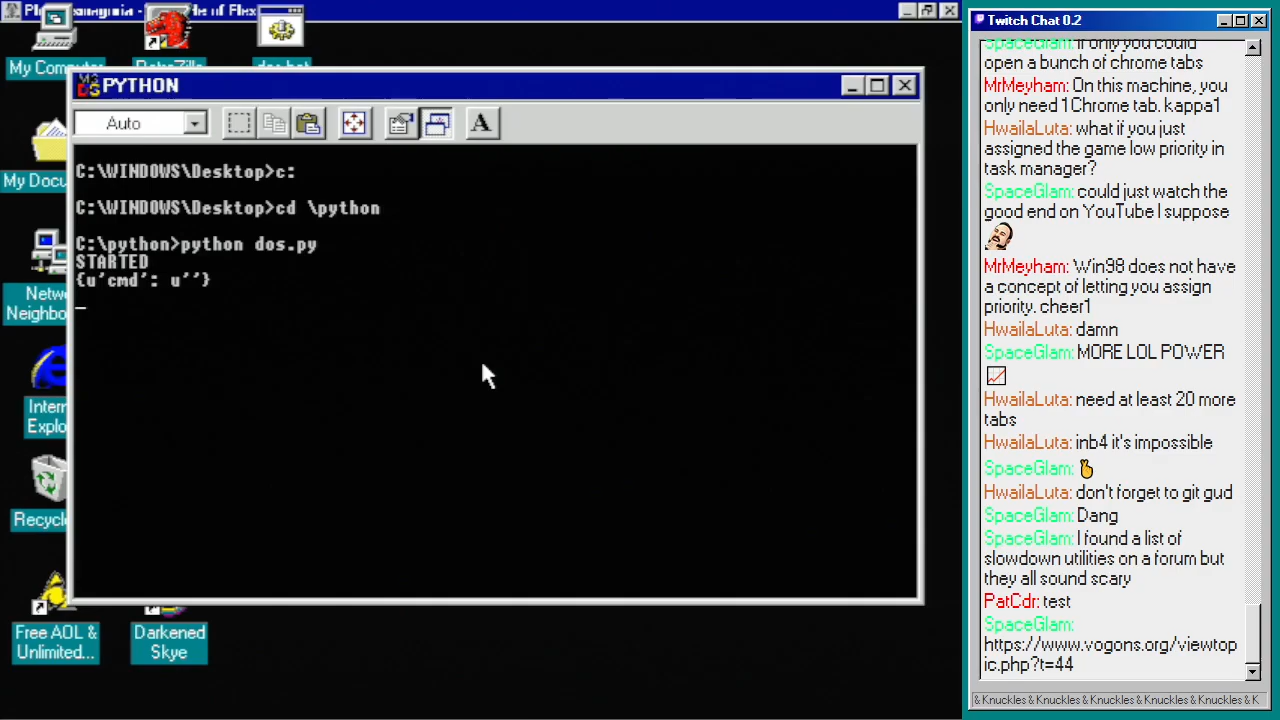 My Computer
My Docu
Netw
Neighbo
Intern
Explo
Recycle
Free AOL &
Unlimited...
Darkened
Skye
PYTHON
Auto
A
C:\WINDOWS\Desktop>c:
C:\WINDOWS\Desktop>cd \python
C:\python>python dos.py
STARTED
{u'cmd': u''}
Twitch Chat 0.2
SpaceGlam: if only you could
open a bunch of chrome tabs
MrMeyham: On this machine, you
only need 1 Chrome tab. kappa1
HwailaLuta: what if you just
assigned the game low priority in
task manager?
SpaceGlam: could just watch the
good end on YouTube I suppose
MrMeyham: Win98 does not have
a concept of letting you assign
priority. cheer1
HwailaLuta: damn
SpaceGlam: MORE LOL POWER
HwailaLuta: need at least 20 more
tabs
HwailaLuta: inb4 it's impossible
SpaceGlam:
HwailaLuta: don't forget to git gud
SpaceGlam: Dang
SpaceGlam: I found a list of
slowdown utilities on a forum but
they all sound scary
PatCdr: test
SpaceGlam:
https://www.vogons.org/viewtop
ic.php?t=44
& Knuckles & Knuckles & Knuckles & Knuckles & Knuckles & K